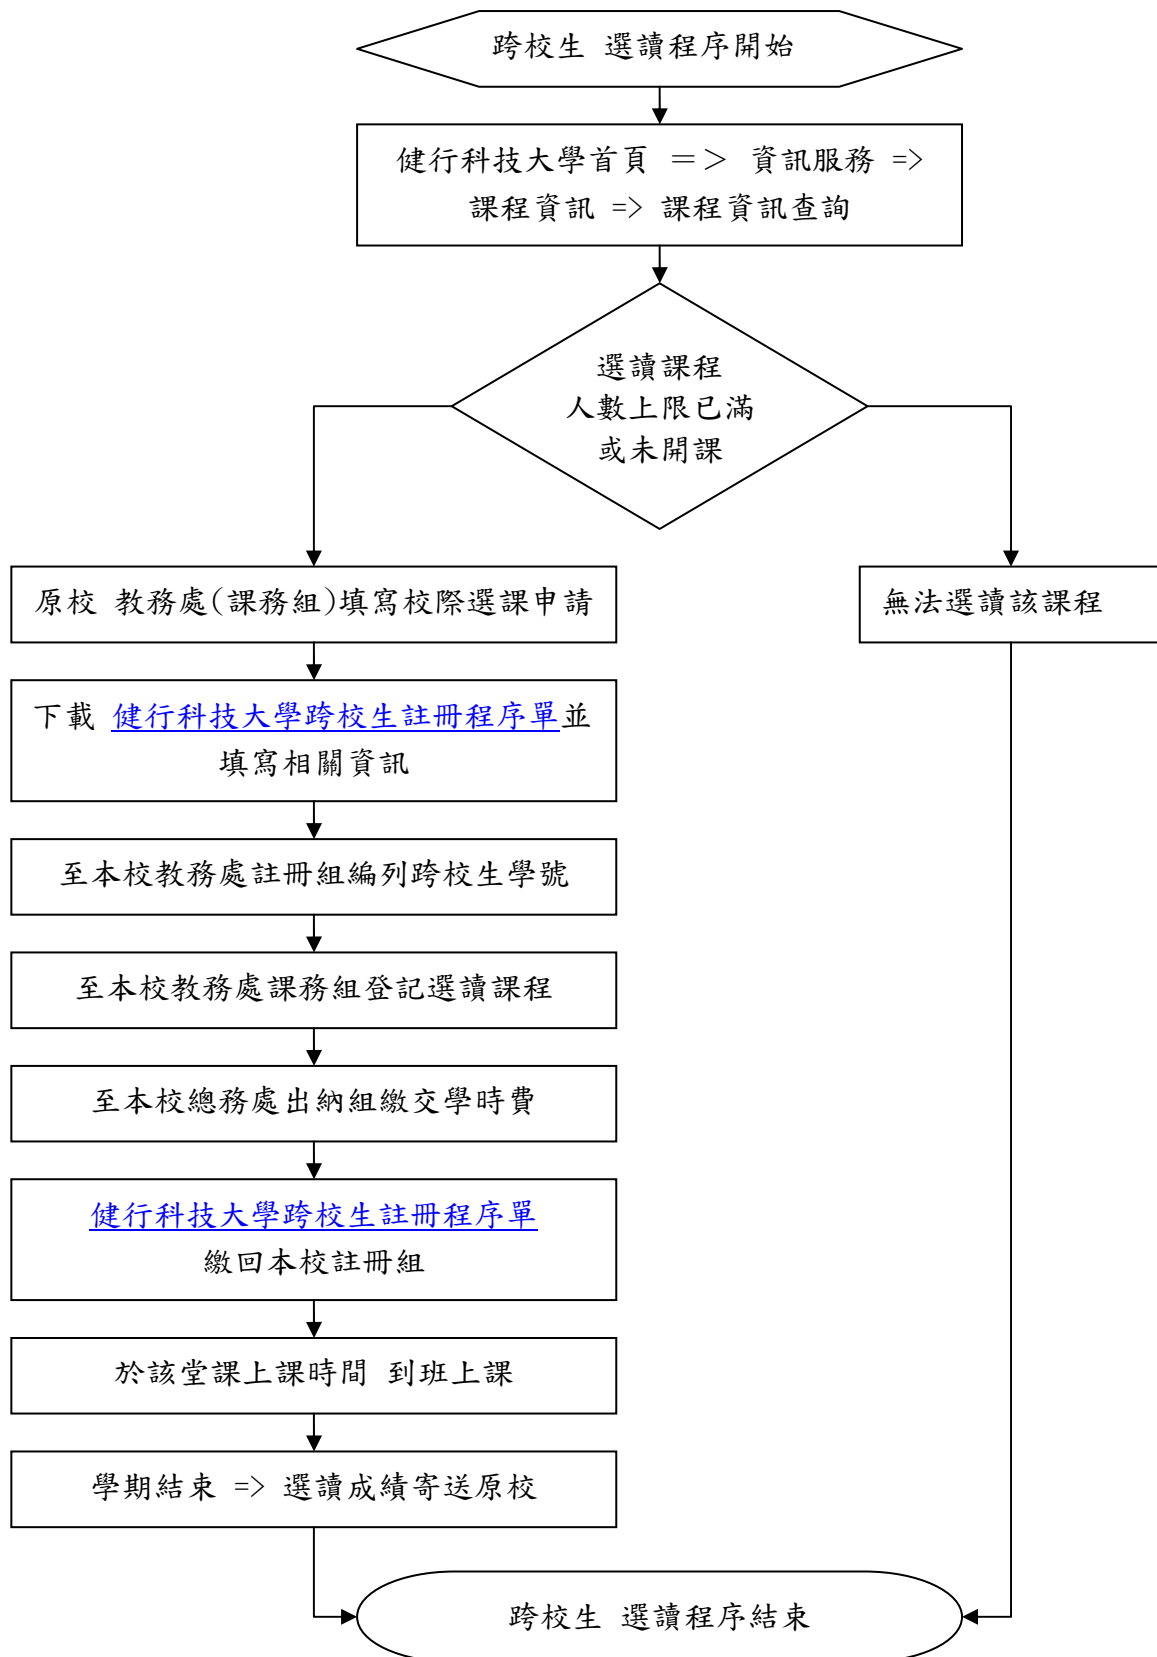 跨校生 選讀程序開始
健行科技大學首頁 ＝＞ 資訊服務 =>
課程資訊 => 課程資訊查詢
選讀課程
人數上限已滿
或未開課
原校 教務處(課務組)填寫校際選課申請
無法選讀該課程
下載 健行科技大學跨校生註冊程序單並
填寫相關資訊
至本校教務處註冊組編列跨校生學號
至本校教務處課務組登記選讀課程
至本校總務處出納組繳交學時費
健行科技大學跨校生註冊程序單
繳回本校註冊組
於該堂課上課時間 到班上課
學期結束 => 選讀成績寄送原校
跨校生 選讀程序結束